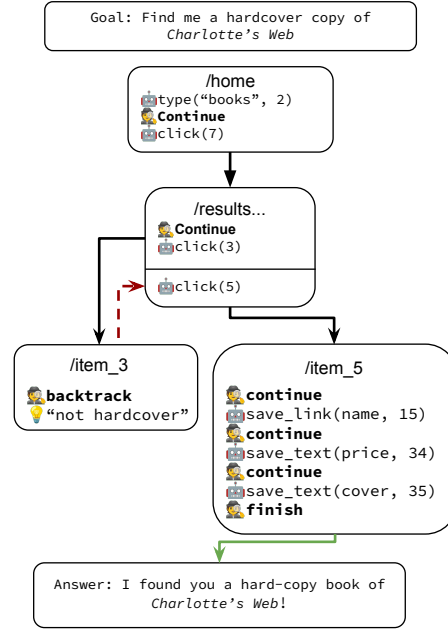 Goal: Find me a hardcover copy of
Charlotte's Web
/home
type(“books”, 2)
Continue
click(7)
/results...
Continue
click(3)
click(5)
/item_3
backtrack
“not hardcover”
/item_5
continue
save_link(name, 15)
continue
save_text(price, 34)
continue
save_text(cover, 35)
finish
Answer: I found you a hard-copy book of
Charlotte's Web!